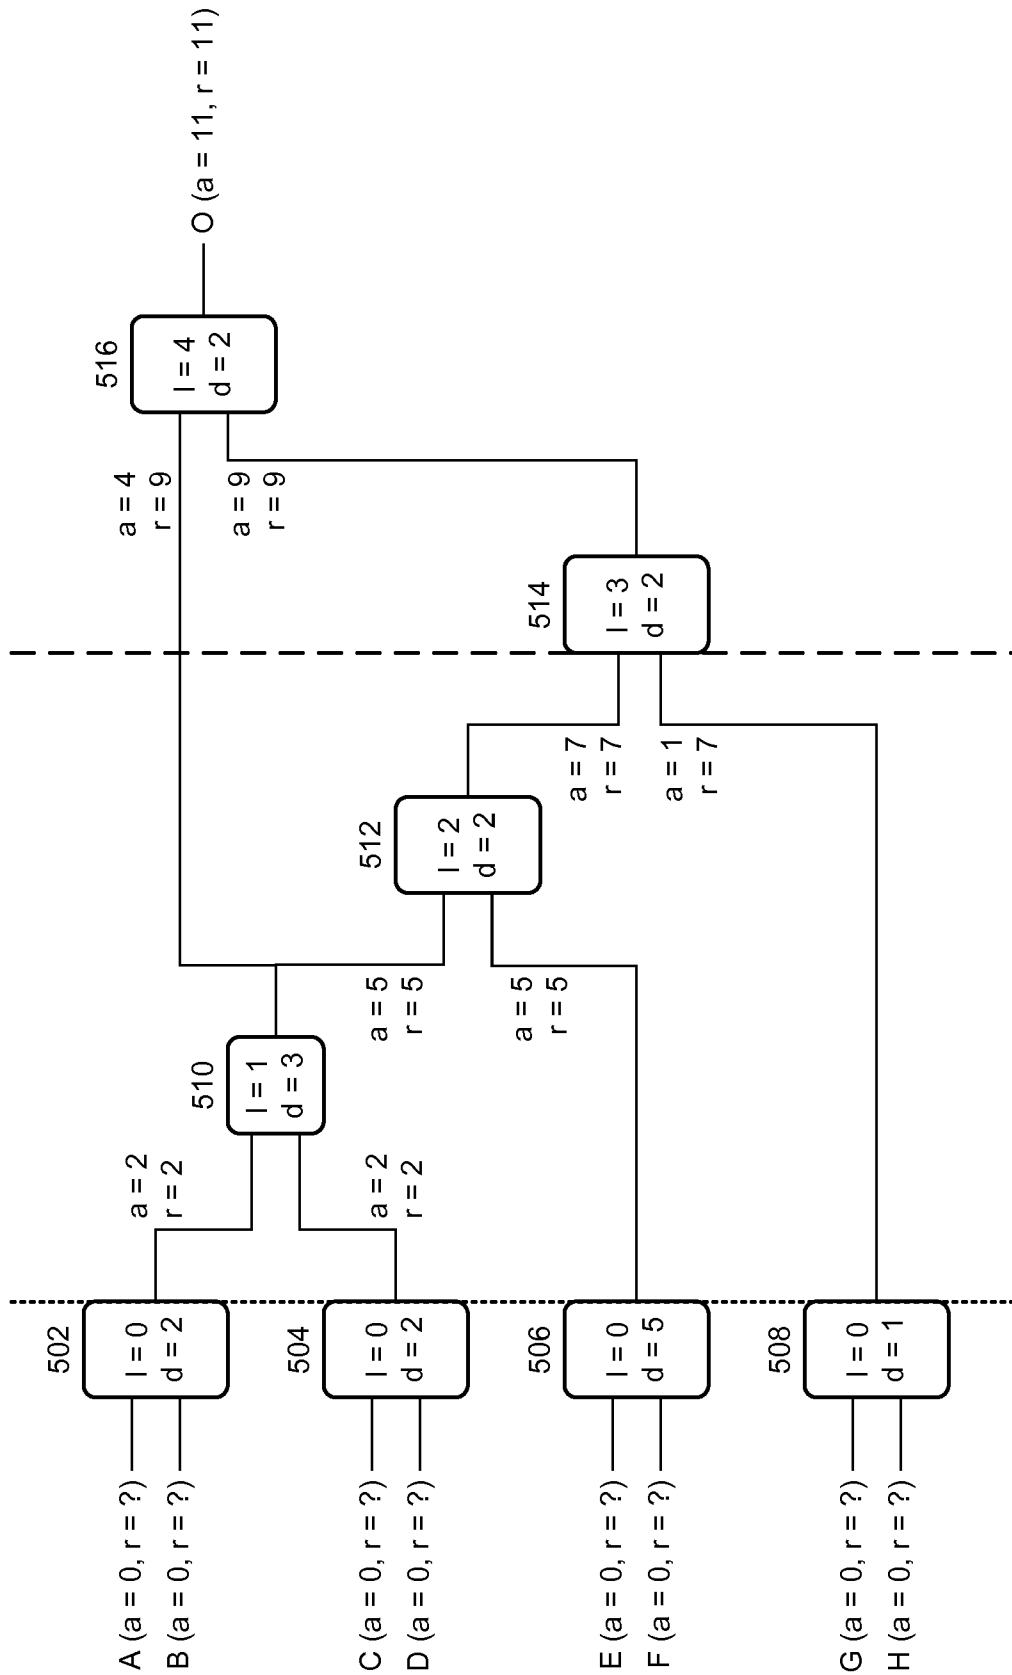 A (a = 0, r = ?)
B (a = 0, r = ?)
502
l = 0
d = 2
C (a = 0, r = ?)
D (a = 0, r = ?)
504
l = 0
d = 2
E (a = 0, r = ?)
F (a = 0, r = ?)
506
l = 0
d = 5
G (a = 0, r = ?)
H (a = 0, r = ?)
508
l = 0
d = 1
a = 2
r = 2
a = 2
r = 2
510
l = 1
d = 3
a = 5
r = 5
a = 5
r = 5
512
l = 2
d = 2
a = 7
r = 7
a = 1
r = 7
514
l = 3
d = 2
a = 4
r = 9
a = 9
r = 9
516
l = 4
d = 2
O (a = 11, r = 11)